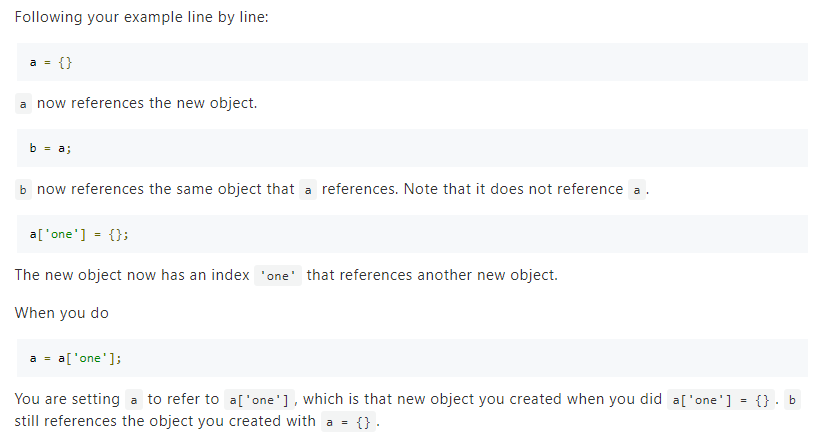 Following your example line by line:
a = {}
a now references the new object.
b = a;
b now references the same object that a references. Note that it does not reference a .
a['one'] = {};
The new object now has an index 'one' that references another new object.
When you do
a = a['one'];
You are setting a to refer to a['one'] , which is that new object you created when you did a['one'] = {} . b
still references the object you created with a = {} .